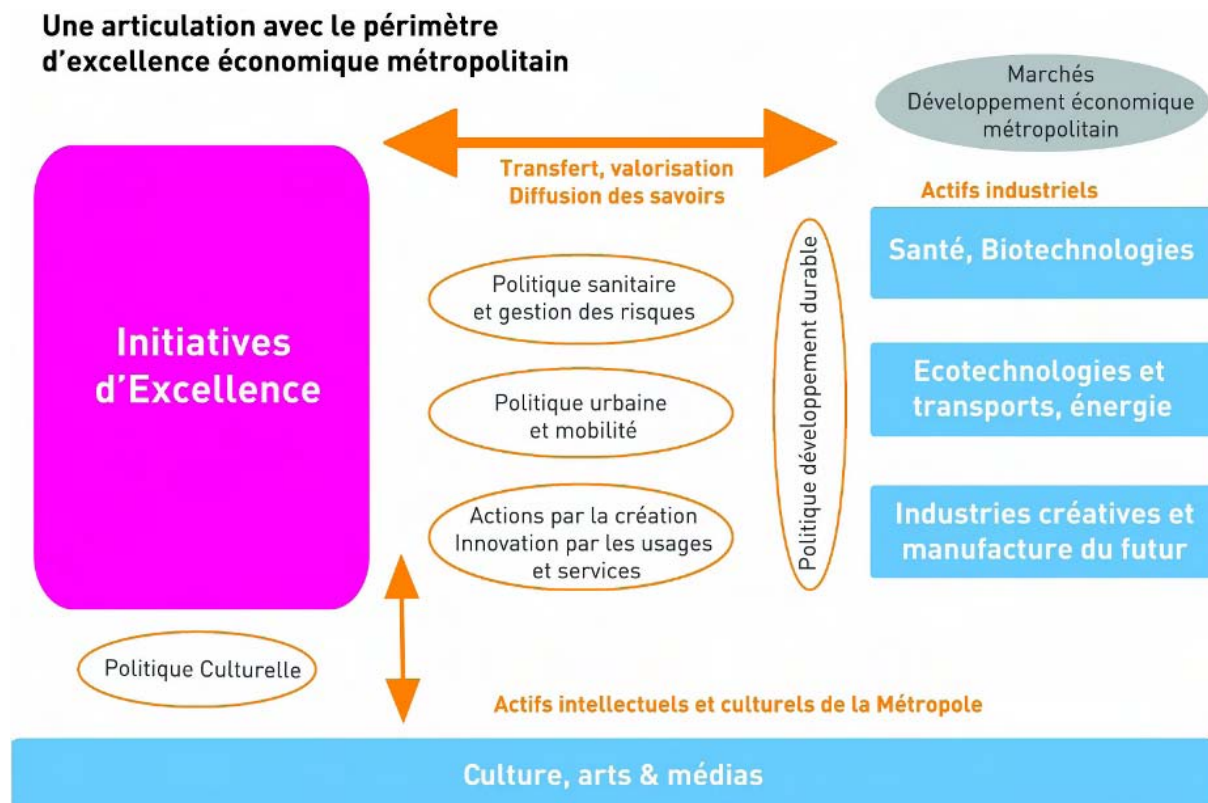 Une articulation avec le périmètre
d'excellence économique métropolitain
Marchés
Développement économique
métropolitain
Transfert, valorisation
Diffusion des savoirs
Actifs industriels
Initiatives
d'Excellence
Politique sanitaire
et gestion des risques
Politique urbaine
et mobilité
Actions par la création
Innovation par les usages
et services
Politique développement durable
Santé, Biotechnologies
Ecotechnologies et
transports, énergie
Industries créatives et
manufacture du futur
Politique Culturelle
Actifs intellectuels et culturels de la Métropole
Culture, arts & médias